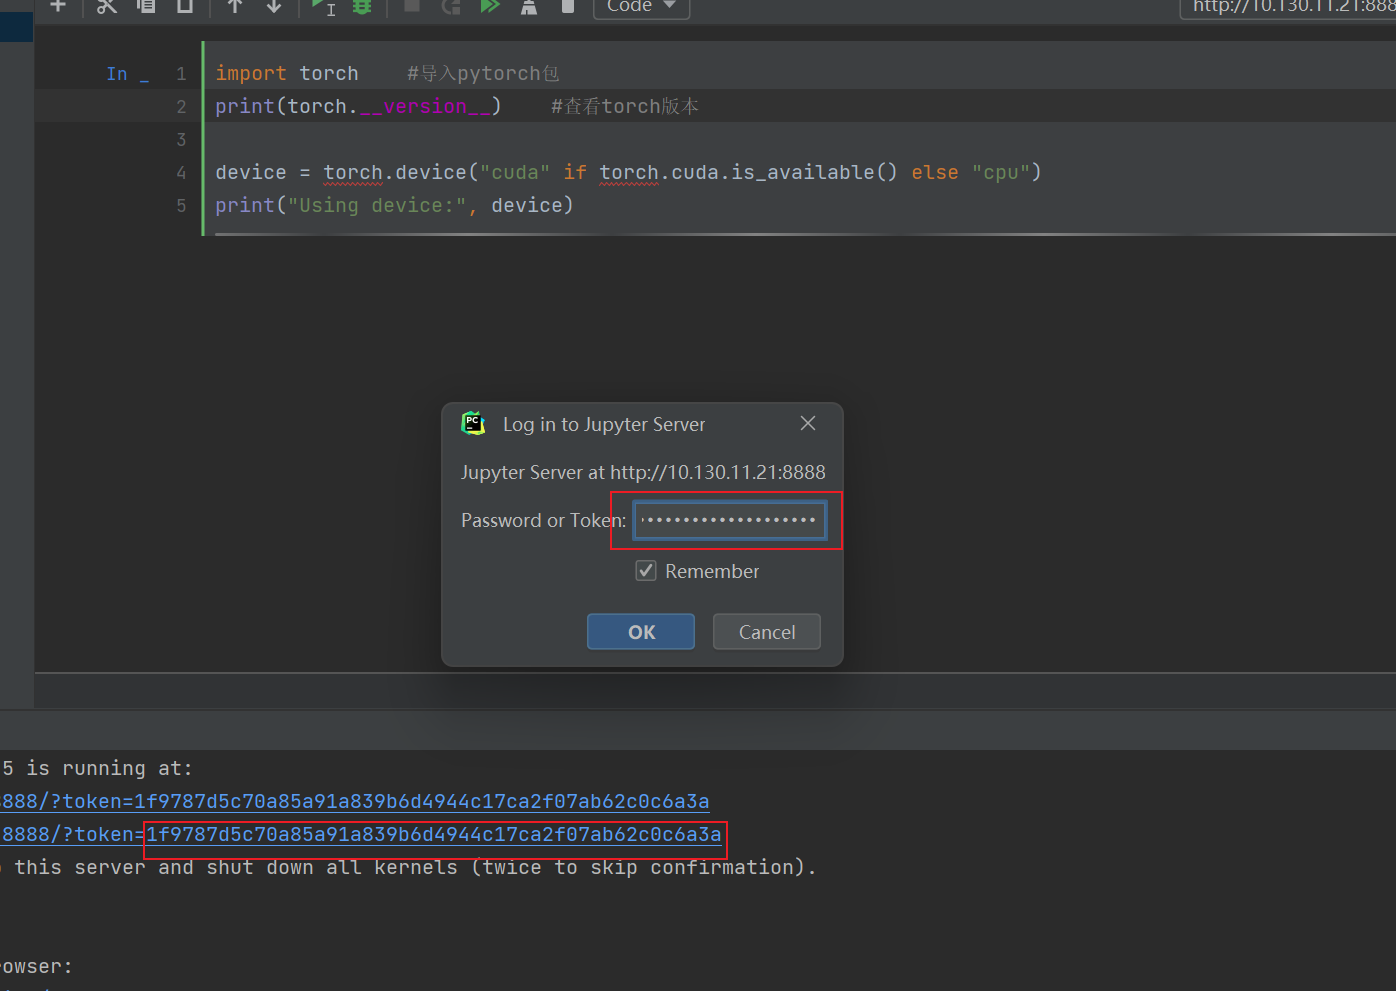 Code
http://10.130.11.21:888
In _
1 import torch    #导入pytorch包
2 print(torch.__version__)    #查看torch版本
3
4 device = torch.device("cuda" if torch.cuda.is_available() else "cpu")
5 print("Using device:", device)
PC
Log in to Jupyter Server
Jupyter Server at http://10.130.11.21:8888
Password or Token:
Remember
OK
Cancel
5 is running at:
8888/?token=1f9787d5c70a85a91a839b6d4944c17ca2f07ab62c0c6a3a
8888/?token=1f9787d5c70a85a91a839b6d4944c17ca2f07ab62c0c6a3a
this server and shut down all kernels (twice to skip confirmation).
rowser: